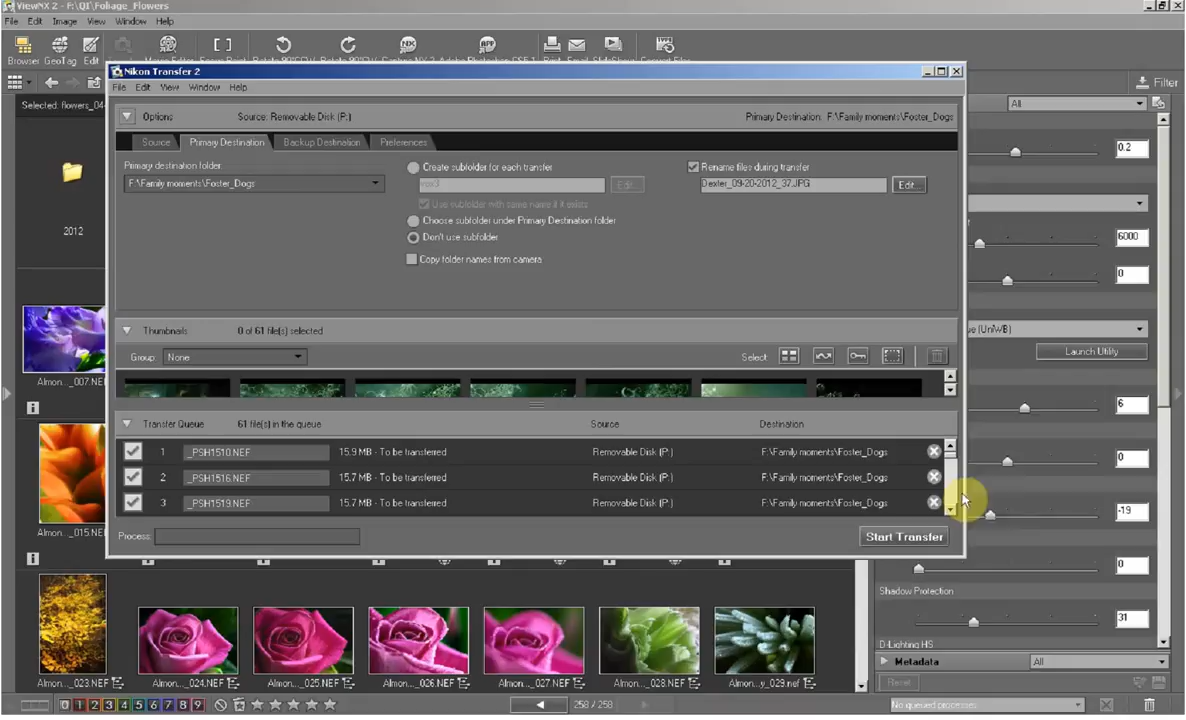 ViewNX 2 - F:\QI\Foliage_Flowers
File Edit Image View Window Help
Browser GeoTag Edit
Filter
Selected: flowers_04-
All
2012
Almon..._007.NEF
Almon..._015.NEF
Nikon Transfer 2
File Edit View Window Help
Options Source: Removable Disk (P:) Primary Destination: F:\Family moments\Foster_Dogs
Source Primary Destination Backup Destination Preferences
Primary destination folder:
F:\Family moments\Foster_Dogs
Create subfolder for each transfer
Edit...
Use subfolder with same name if it exists
Choose subfolder under Primary Destination folder
Don't use subfolder
Copy folder names from camera
Rename files during transfer
Dexter_09-20-2012_37.JPG Edit...
Thumbnails 0 of 61 file(s) selected
Group: None Select:
Transfer Queue 61 file(s) in the queue Source Destination
1 _PSH1510.NEF 15.9 MB - To be transferred Removable Disk (P:) F:\Family moments\Foster_Dogs
2 _PSH1516.NEF 15.7 MB - To be transferred Removable Disk (P:) F:\Family moments\Foster_Dogs
3 _PSH1519.NEF 15.7 MB - To be transferred Removable Disk (P:) F:\Family moments\Foster_Dogs
Process: Start Transfer
0.2
6000
0
ue (UniWB)
Launch Utility
6
0
-19
0
Shadow Protection
31
D-Lighting HS
Metadata All
Reset
Almon..._023.NEF Almon..._024.NEF Almon..._025.NEF Almon..._026.NEF Almon..._027.NEF Almon..._028.NEF Almon...y_029.nef
0 1 2 3 4 5 6 7 8 9
258 / 258
No queued processes